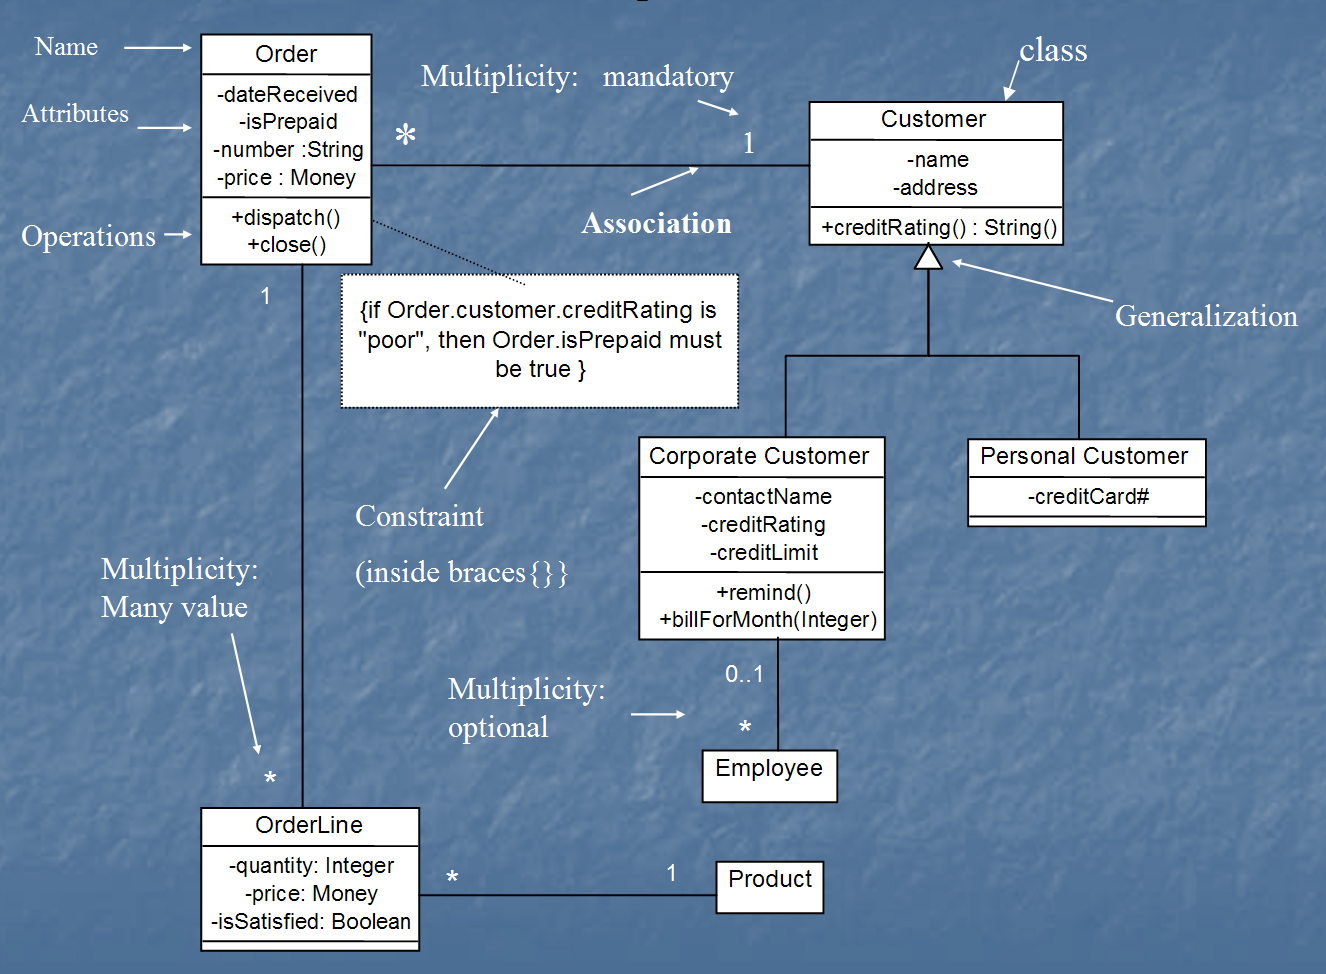 Name
Order
-dateReceived
-isPrepaid
-number :String
-price : Money
+dispatch()
+close()
Attributes
Operations
Multiplicity: mandatory
*
1
Association
class
Customer
-name
-address
+creditRating() : String()
Generalization
1
{if Order.customer.creditRating is
"poor", then Order.isPrepaid must
be true }
Constraint
(inside braces{}}
Corporate Customer
-contactName
-creditRating
-creditLimit
+remind()
+billForMonth(Integer)
Personal Customer
-creditCard#
Multiplicity:
Many value
*
Multiplicity:
optional
0..1
*
Employee
OrderLine
-quantity: Integer
-price: Money
-isSatisfied: Boolean
*
1
Product